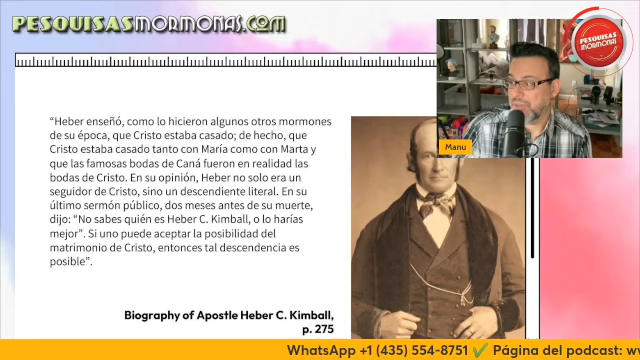 PESQUISASMORMONAS.COM
PESQUISAS
MORMONAS
Manu
“Heber enseñó, como lo hicieron algunos otros mormones
de su época, que Cristo estaba casado; de hecho, que
Cristo estaba casado tanto con María como con Marta y
que las famosas bodas de Caná fueron en realidad las
bodas de Cristo. En su opinión, Heber no solo era un
seguidor de Cristo, sino un descendiente literal. En su
último sermón público, dos meses antes de su muerte,
dijo: “No sabes quién es Heber C. Kimball, o lo harías
mejor”. Si uno puede aceptar la posibilidad del
matrimonio de Cristo, entonces tal descendencia es
posible”.
Biography of Apostle Heber C. Kimball,
p. 275
WhatsApp +1 (435) 554-8751 ✔ Página del podcast: w